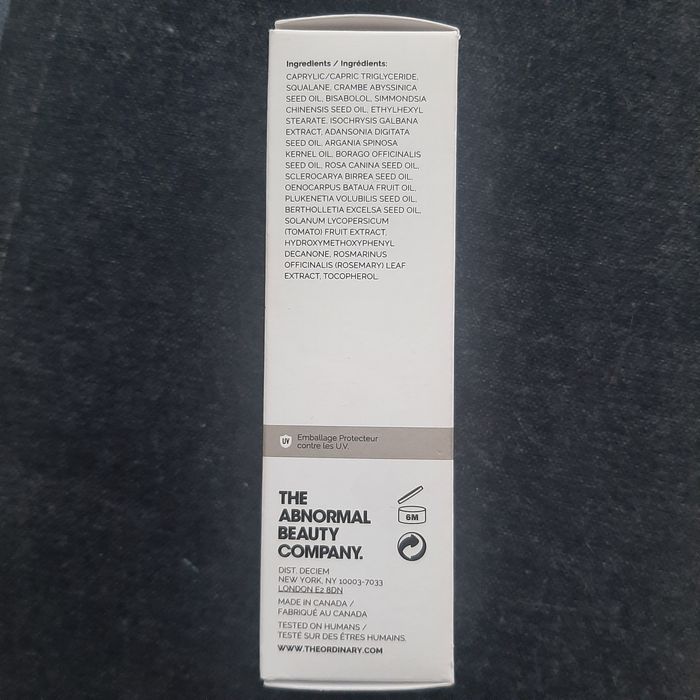 Ingredients / Ingrédients:
CAPRYLIC/CAPRIC TRIGLYCERIDE,
SQUALANE, CRAMBE ABYSSINICA
SEED OIL, BISABOLOL, SIMMONDSIA
CHINENSIS SEED OIL, ETHYLHEXYL
STEARATE, ISOCHRYSIS GALBANA
EXTRACT, ADANSONIA DIGITATA
SEED OIL, ARGANIA SPINOSA
KERNEL OIL, BORAGO OFFICINALIS
SEED OIL, ROSA CANINA SEED OIL,
SCLEROCARYA BIRREA SEED OIL,
OENOCARPUS BATAUA FRUIT OIL,
PLUKENETIA VOLUBILIS SEED OIL,
BERTHOLLETIA EXCELSA SEED OIL,
SOLANUM LYCOPERSICUM
(TOMATO) FRUIT EXTRACT,
HYDROXYMETHOXYPHENYL
DECANONE, ROSMARINUS
OFFICINALIS (ROSEMARY) LEAF
EXTRACT, TOCOPHEROL.
UV Emballage Protecteur
contre les U.V.
THE
ABNORMAL
BEAUTY
COMPANY.
6M
DIST. DECIEM
NEW YORK, NY 10003-7033
LONDON E2 8DN
MADE IN CANADA /
FABRIQUÉ AU CANADA
TESTED ON HUMANS /
TESTÉ SUR DES ÊTRES HUMAINS.
WWW.THEORDINARY.COM